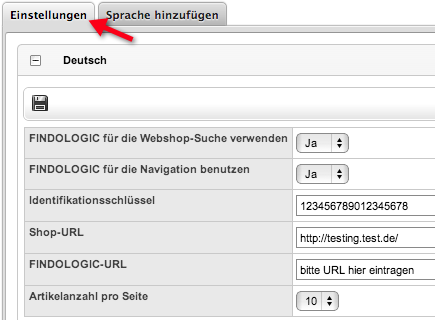 Einstellungen
Sprache hinzufügen
Deutsch
FINDOLOGIC für die Webshop-Suche verwenden Ja
FINDOLOGIC für die Navigation benutzen Ja
Identifikationsschlüssel 123456789012345678
Shop-URL http://testing.test.de/
FINDOLOGIC-URL bitte URL hier eintragen
Artikelanzahl pro Seite 10